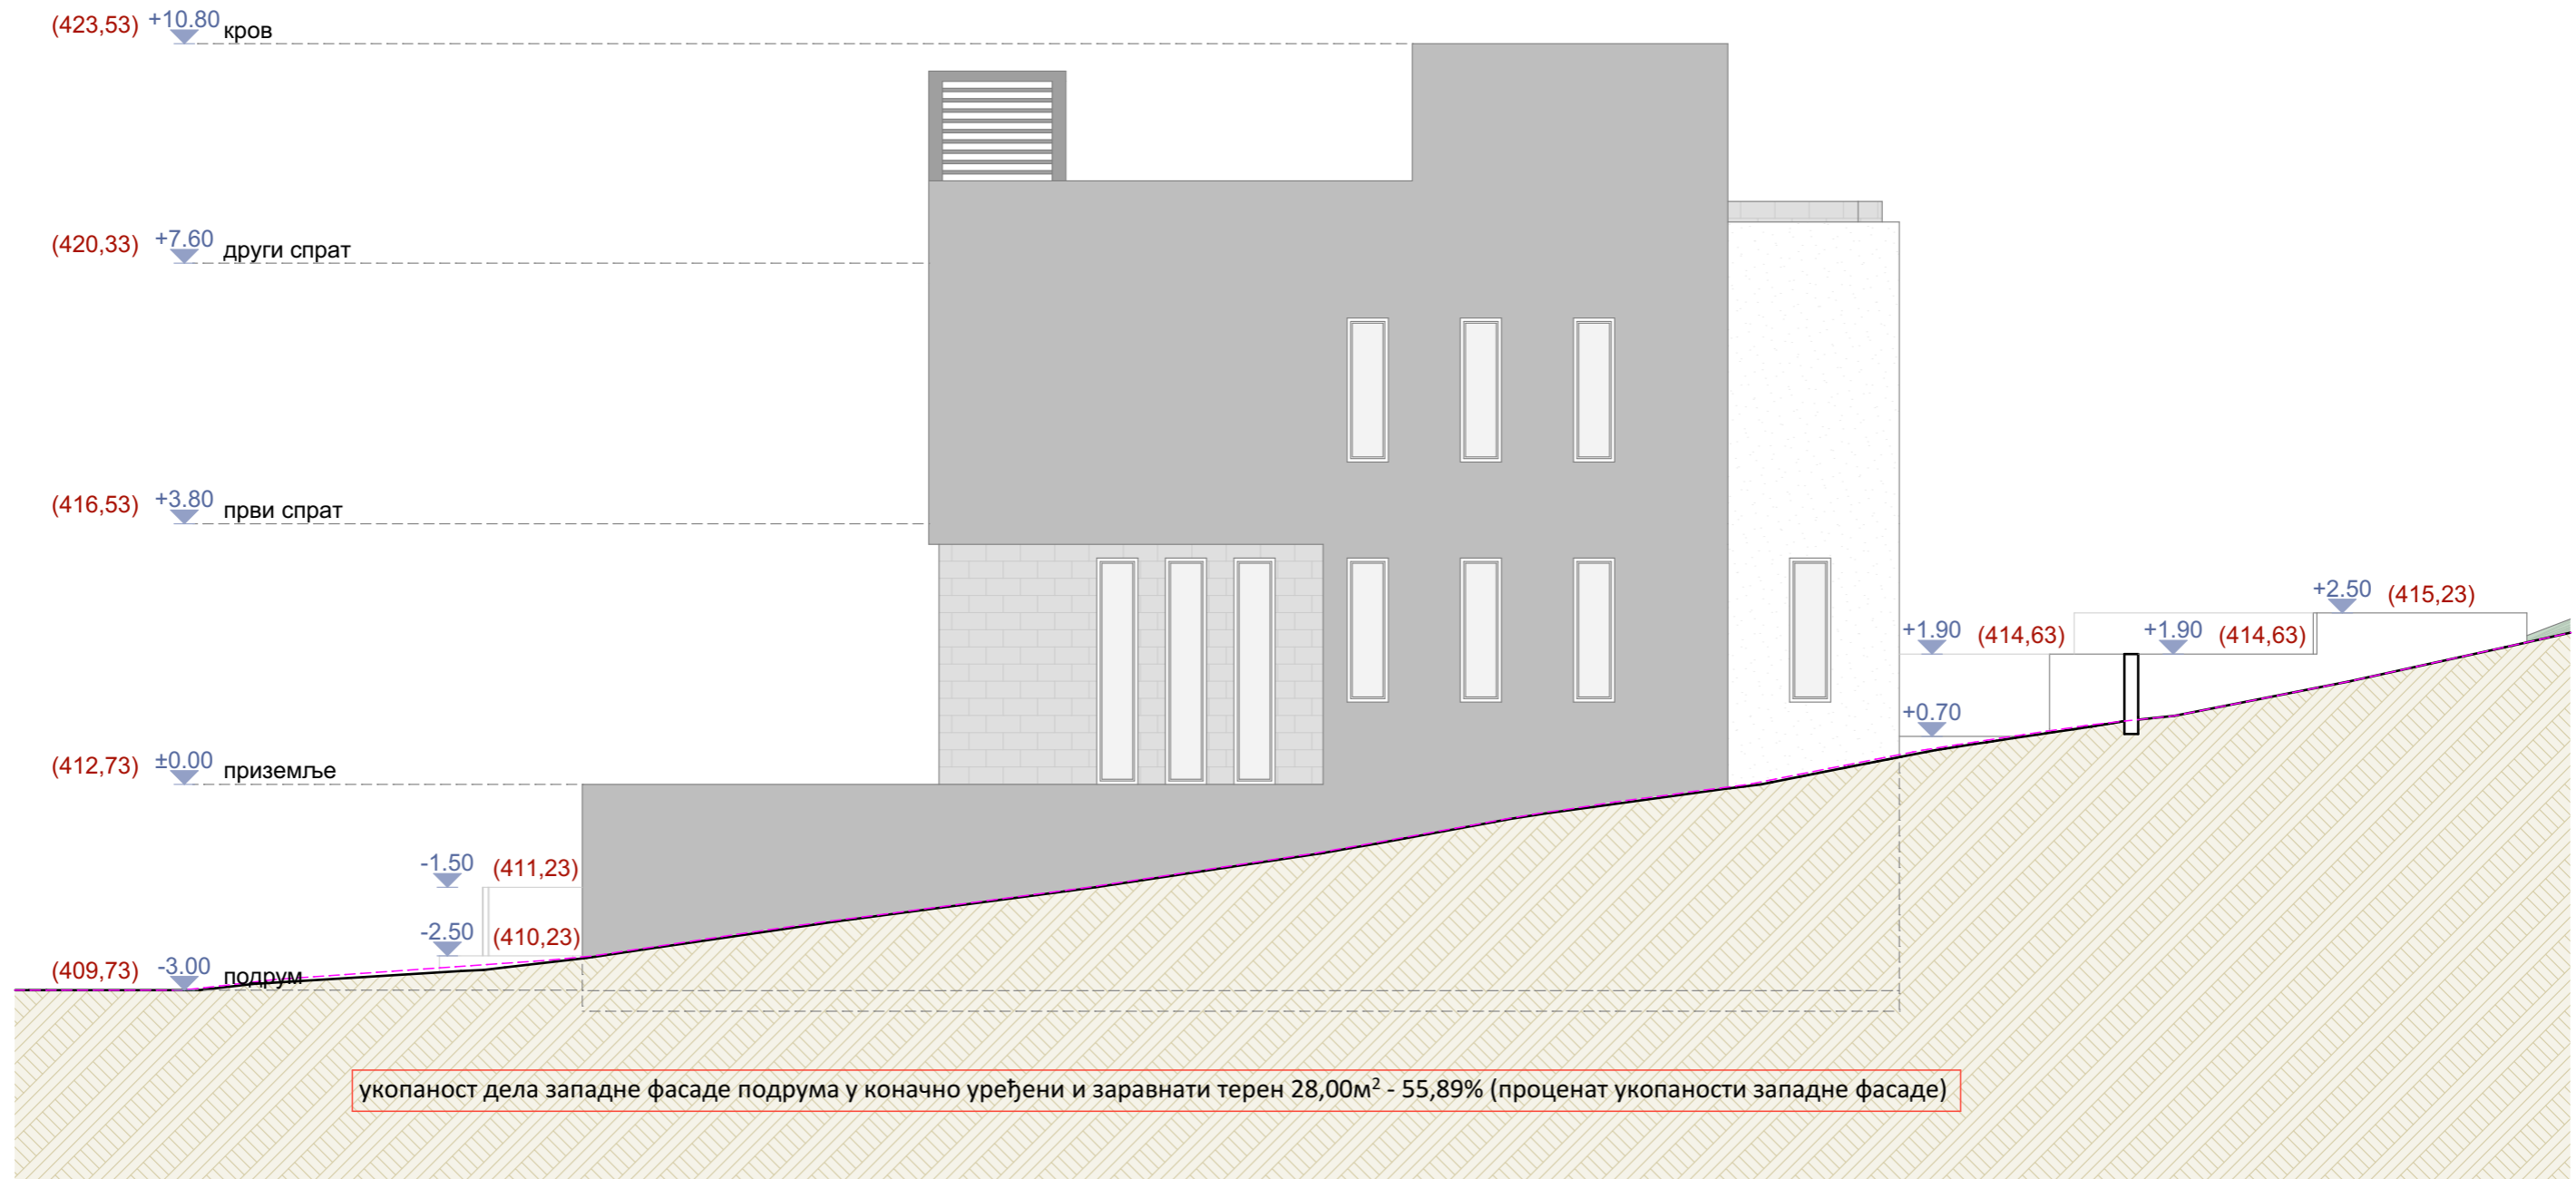 (423,53) +10.80 кров
(420,33) +7.60 други спрат
(416,53) +3.80 први спрат
+2.50 (415,23)
+1.90 (414,63) +1.90 (414,63)
+0.70
(412,73) ±0.00 приземље
-1.50 (411,23)
-2.50 (410,23)
(409,73) -3.00 подрум
укопаност дела западне фасаде подрума у коначно уређени и заравнати терен 28,00м² - 55,89% (проценат укопаности западне фасаде)